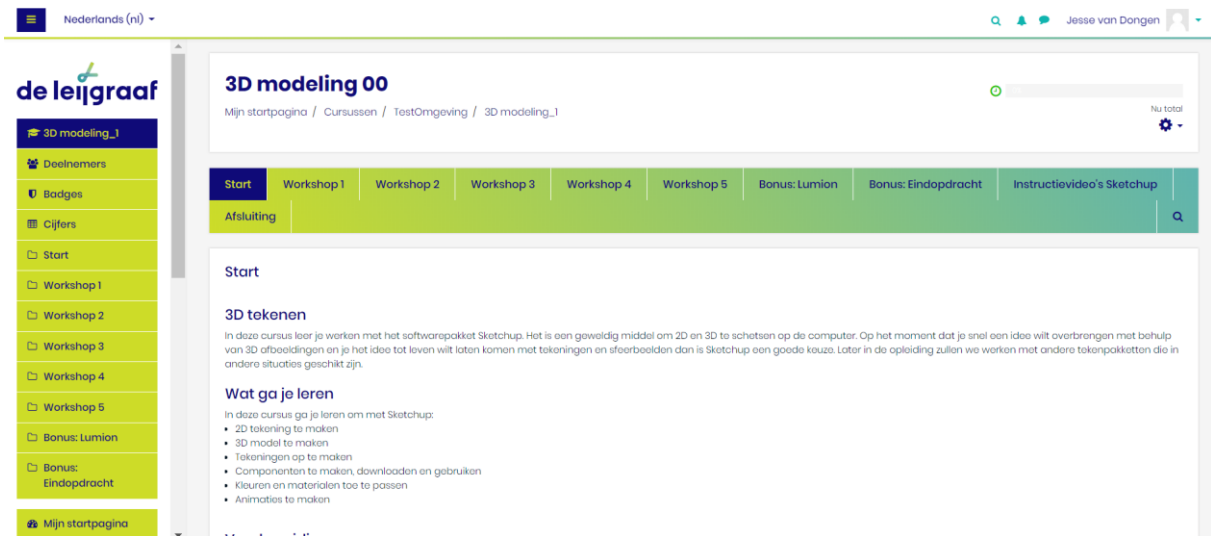 Nederlands (nl)
Jesse van Dongen
de leijgraaf
3D modeling_1
Deelnemers
Badges
Cijfers
Start
Workshop 1
Workshop 2
Workshop 3
Workshop 4
Workshop 5
Bonus: Lumion
Bonus:
Eindopdracht
Mijn startpagina
3D modeling 00
Mijn startpagina / Cursussen / TestOmgeving / 3D modeling_1
Nu total
Start
Workshop 1
Workshop 2
Workshop 3
Workshop 4
Workshop 5
Bonus: Lumion
Bonus: Eindopdracht
Instructievideo's Sketchup
Afsluiting
Start
3D tekenen
In deze cursus leer je werken met het softwarepakket Sketchup. Het is een geweldig middel om 2D en 3D te schetsen op de computer. Op het moment dat je snel een idee wilt overbrengen met behulp
van 3D afbeeldingen en je het idee tot leven wilt laten komen met tekeningen en sfeerbeelden dan is Sketchup een goede keuze. Later in de opleiding zullen we werken met andere tekenpakketten die in
andere situaties geschikt zijn.
Wat ga je leren
In deze cursus ga je leren om met Sketchup:
2D tekening te maken
3D model te maken
Tekeningen op te maken
Componenten te maken, downloaden en gebruiken
Kleuren en materialen toe te passen
Animaties te maken